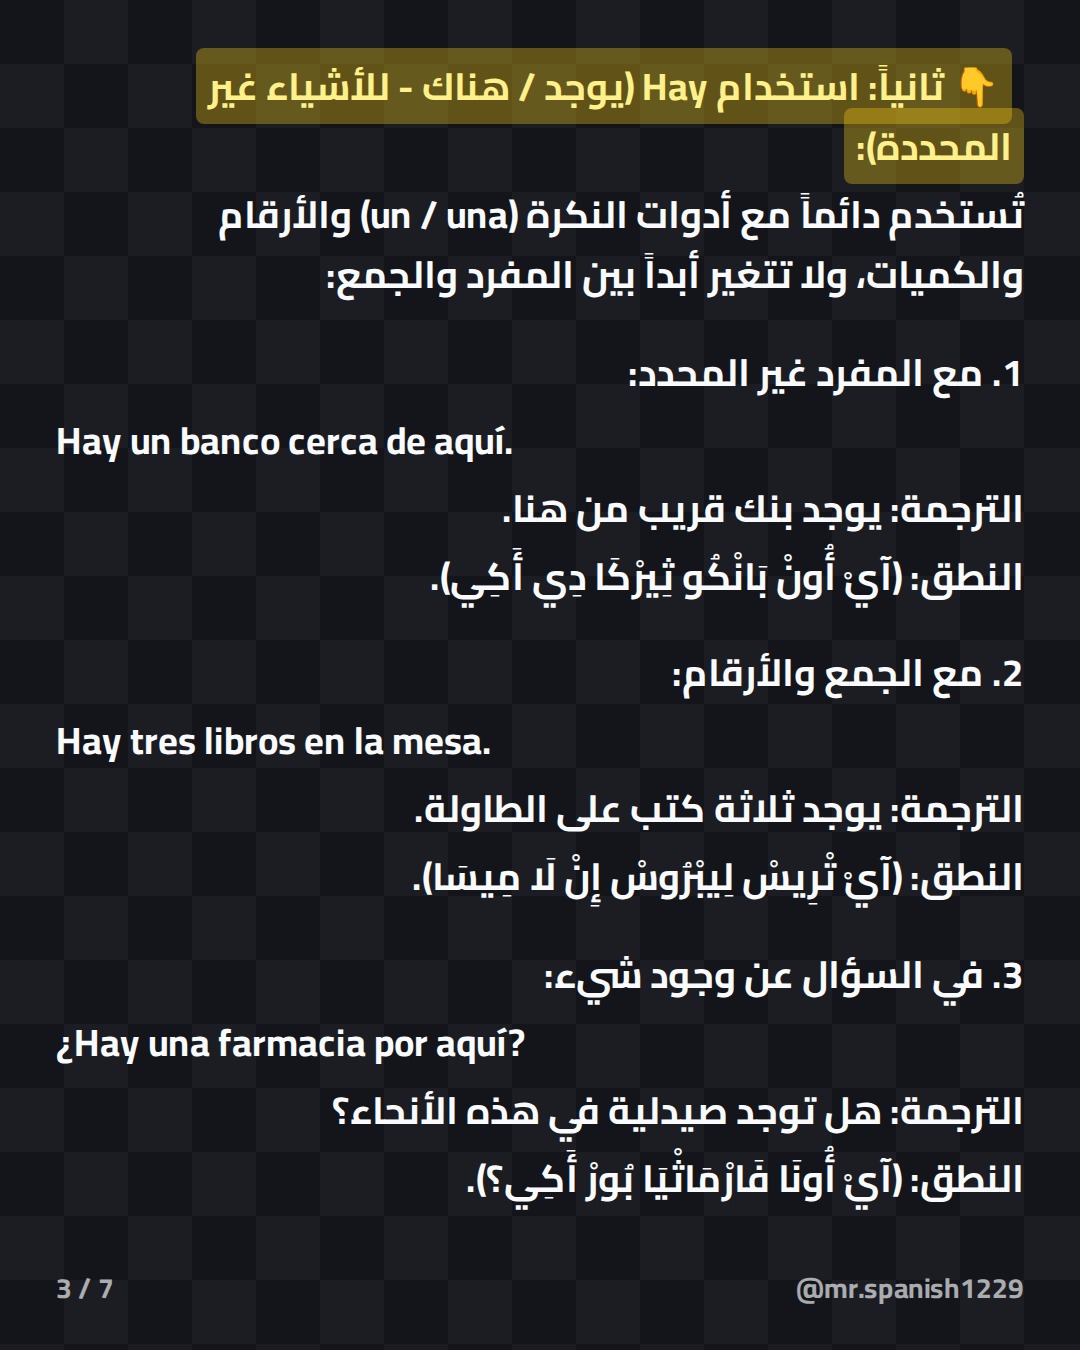 👇 ثانياً: استخدام Hay (يوجد / هناك - للأشياء غير
المحددة):
تُستخدم دائماً مع أدوات النكرة (un / una) والأرقام
والكميات، ولا تتغير أبداً بين المفرد والجمع:
1. مع المفرد غير المحدد:
Hay un banco cerca de aquí.
الترجمة: يوجد بنك قريب من هنا.
النطق: (آيْ أُونْ بَانْكُو ثِيرْكَا دِي أَكِي).
2. مع الجمع والأرقام:
Hay tres libros en la mesa.
الترجمة: يوجد ثلاثة كتب على الطاولة.
النطق: (آيْ تْرِيسْ لِيبْرُوسْ إِنْ لَا مِيسَا).
3. في السؤال عن وجود شيء:
¿Hay una farmacia por aquí?
الترجمة: هل توجد صيدلية في هذه الأنحاء؟
النطق: (آيْ أُونَا فَارْمَاثْيَا بُورْ أَكِي؟).
3 / 7
@mr.spanish1229